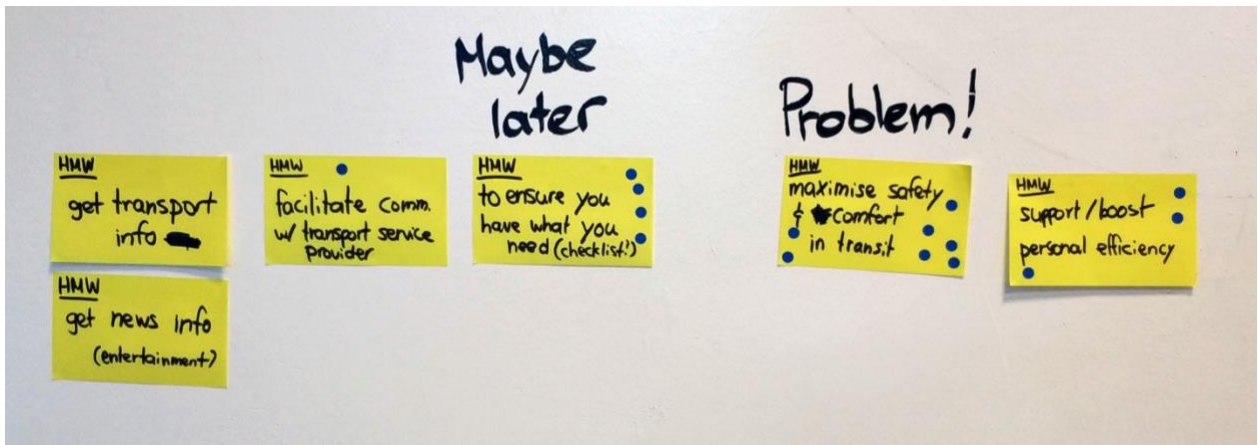 Maybe
later
Problem!
HMW
get transport
info
HMW
get news info
(entertainment)
HMW
facilitate comm.
w/ transport service
provider
HMW
to ensure you
have what you
need (checklist?)
HMW
maximise safety
& comfort
in transit
HMW
support/boost
personal efficiency